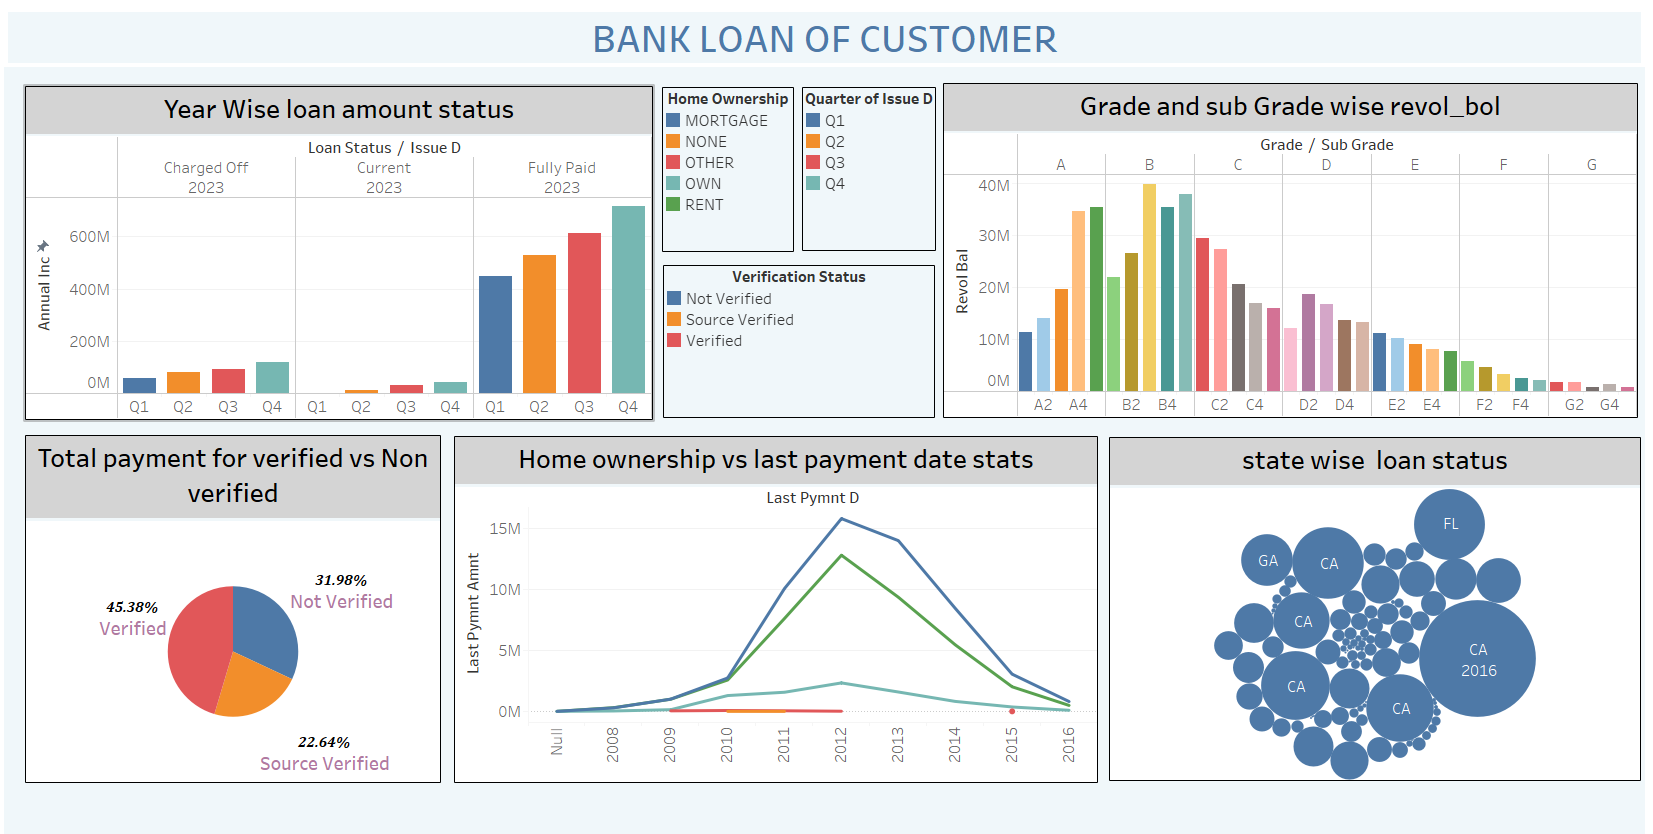 BANK LOAN OF CUSTOMER
Year Wise loan amount status
Loan Status / Issue D
Charged Off Current Fully Paid
2023 2023 2023
Annual Inc
600M
400M
200M
0M
Q1 Q2 Q3 Q4 Q1 Q2 Q3 Q4 Q1 Q2 Q3 Q4
Home Ownership
MORTGAGE
NONE
OTHER
OWN
RENT
Quarter of Issue D
Q1
Q2
Q3
Q4
Verification Status
Not Verified
Source Verified
Verified
Grade and sub Grade wise revol_bol
Grade / Sub Grade
A B C D E F G
Revol Bal
40M
30M
20M
10M
0M
A2 A4 B2 B4 C2 C4 D2 D4 E2 E4 F2 F4 G2 G4
Total payment for verified vs Non
verified
31.98%
Not Verified
45.38%
Verified
22.64%
Source Verified
Home ownership vs last payment date stats
Last Pymnt D
Last Pymnt Amnt
15M
10M
5M
0M
Null 2008 2009 2010 2011 2012 2013 2014 2015 2016
state wise loan status
FL
GA
CA
CA
CA
2016
CA
CA